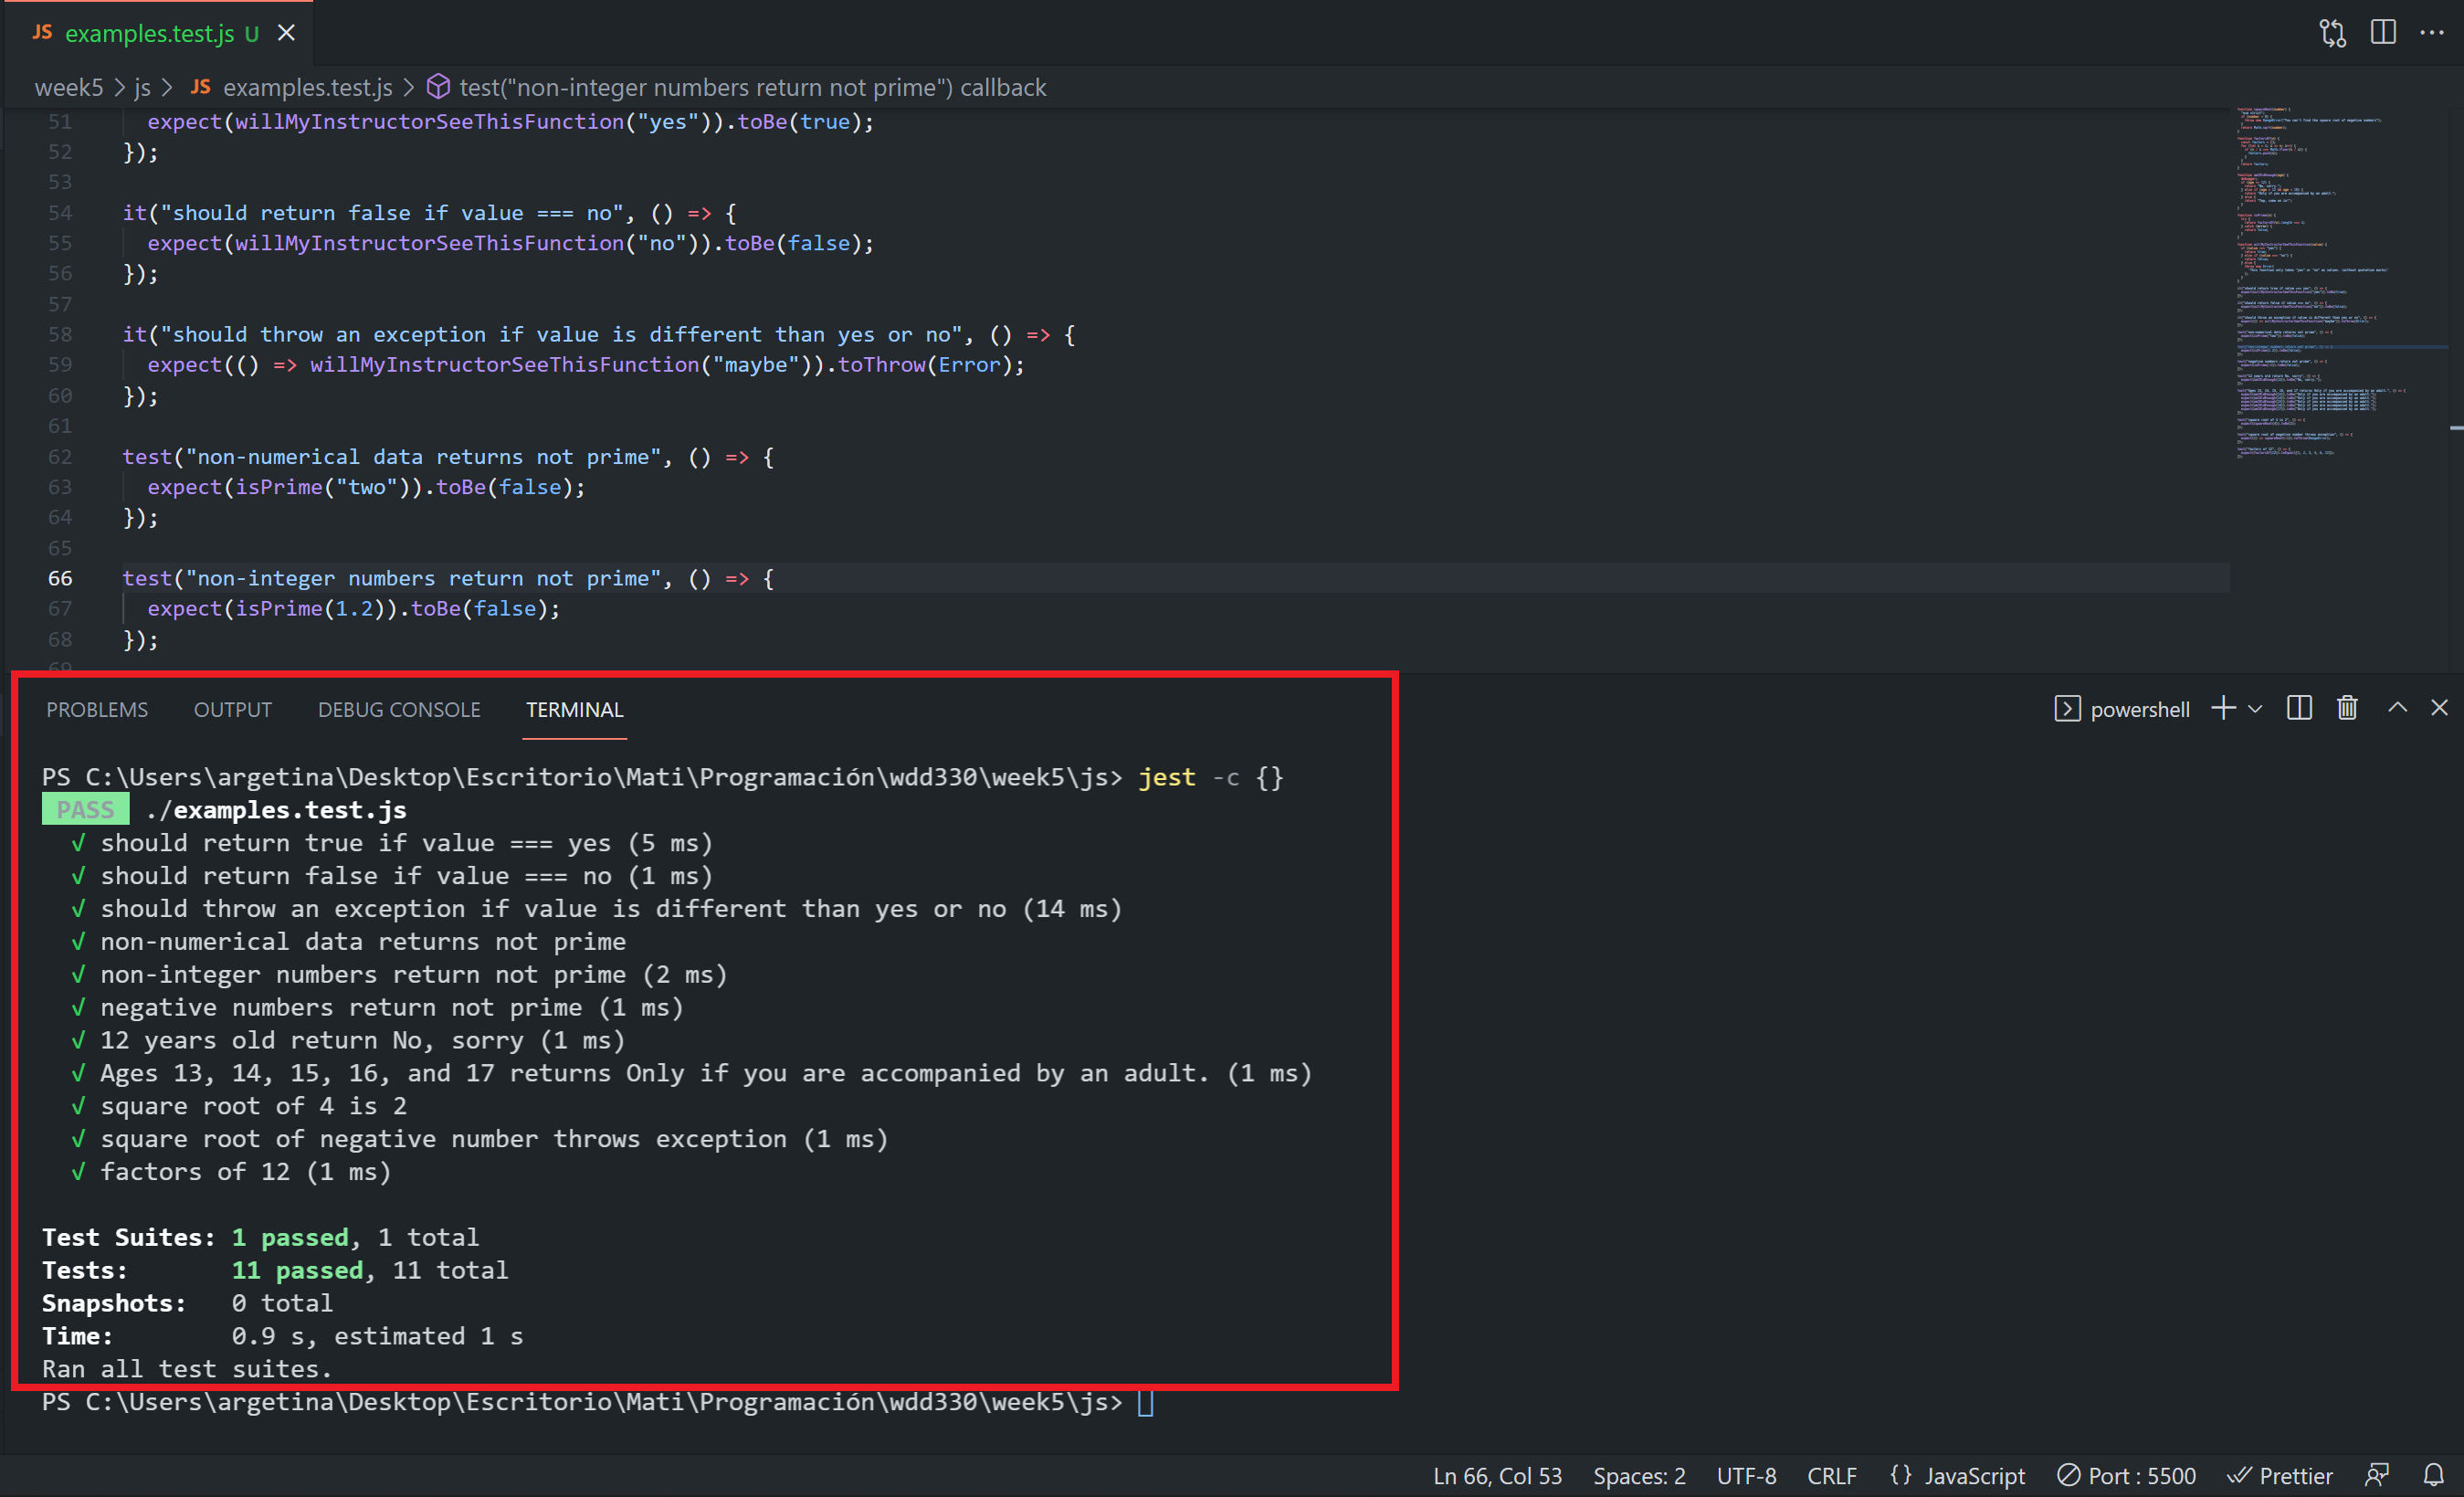 JS examples.test.js U
week5 > js > JS examples.test.js > test("non-integer numbers return not prime") callback
51 expect(willMyInstructorSeeThisFunction("yes")).toBe(true);
52 });
53
54 it("should return false if value === no", () => {
55 expect(willMyInstructorSeeThisFunction("no")).toBe(false);
56 });
57
58 it("should throw an exception if value is different than yes or no", () => {
59 expect(() => willMyInstructorSeeThisFunction("maybe")).toThrow(Error);
60 });
61
62 test("non-numerical data returns not prime", () => {
63 expect(isPrime("two")).toBe(false);
64 });
65
66 test("non-integer numbers return not prime", () => {
67 expect(isPrime(1.2)).toBe(false);
68 });
69
PROBLEMS OUTPUT DEBUG CONSOLE TERMINAL powershell
PS C:\Users\argetina\Desktop\Escritorio\Mati\Programación\wdd330\week5\js> jest -c {}
PASS ./examples.test.js
√ should return true if value === yes (5 ms)
√ should return false if value === no (1 ms)
√ should throw an exception if value is different than yes or no (14 ms)
√ non-numerical data returns not prime
√ non-integer numbers return not prime (2 ms)
√ negative numbers return not prime (1 ms)
√ 12 years old return No, sorry (1 ms)
√ Ages 13, 14, 15, 16, and 17 returns Only if you are accompanied by an adult. (1 ms)
√ square root of 4 is 2
√ square root of negative number throws exception (1 ms)
√ factors of 12 (1 ms)
Test Suites: 1 passed, 1 total
Tests: 11 passed, 11 total
Snapshots: 0 total
Time: 0.9 s, estimated 1 s
Ran all test suites.
PS C:\Users\argetina\Desktop\Escritorio\Mati\Programación\wdd330\week5\js>
Ln 66, Col 53 Spaces: 2 UTF-8 CRLF {} JavaScript Port : 5500 Prettier